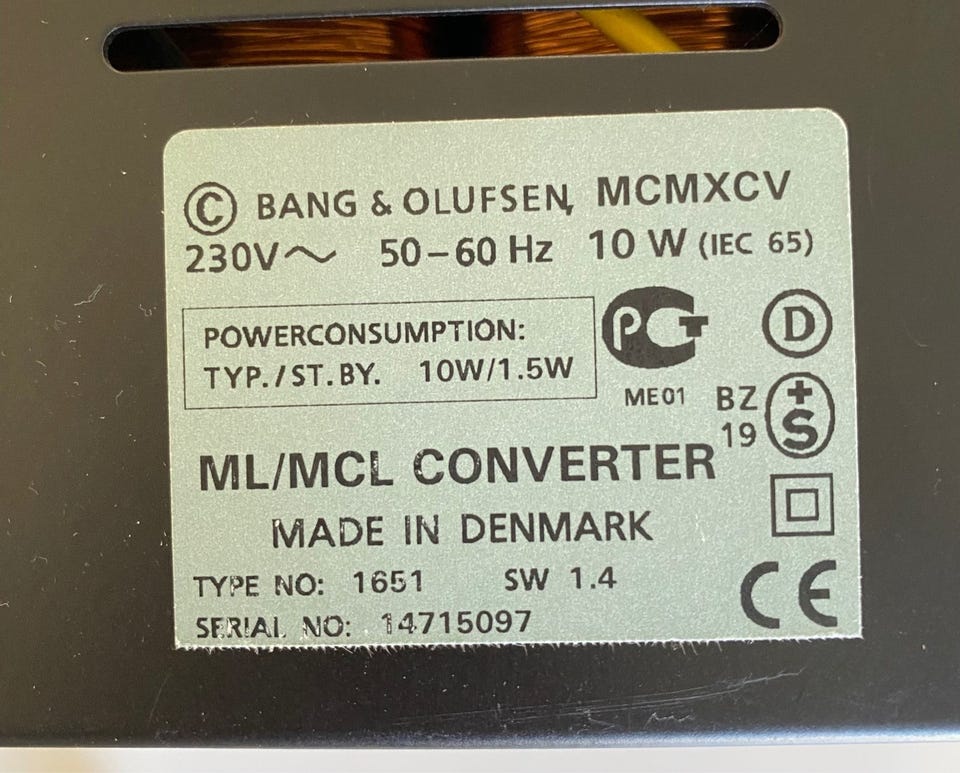 © BANG & OLUFSEN, MCMXCV
230V~ 50–60 Hz 10 W (IEC 65)
POWERCONSUMPTION:
TYP./ST.BY. 10W/1.5W
РСТ
ME01
D
BZ
19
+S
ML/MCL CONVERTER
MADE IN DENMARK
TYPE NO: 1651 SW 1.4
SERIAL NO: 14715097
CE